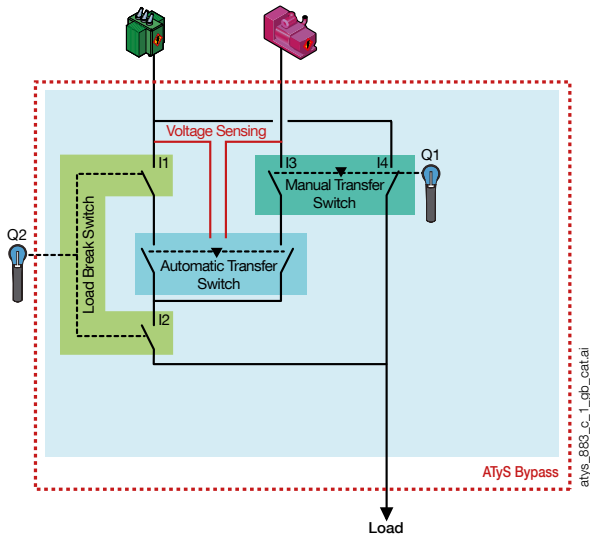 Voltage Sensing
I1
I3
I4
Q1
Manual Transfer
Switch
Q2
Load Break Switch
Automatic Transfer
Switch
I2
ATyS Bypass
atys_883_c_1_gb_cat.ai
Load